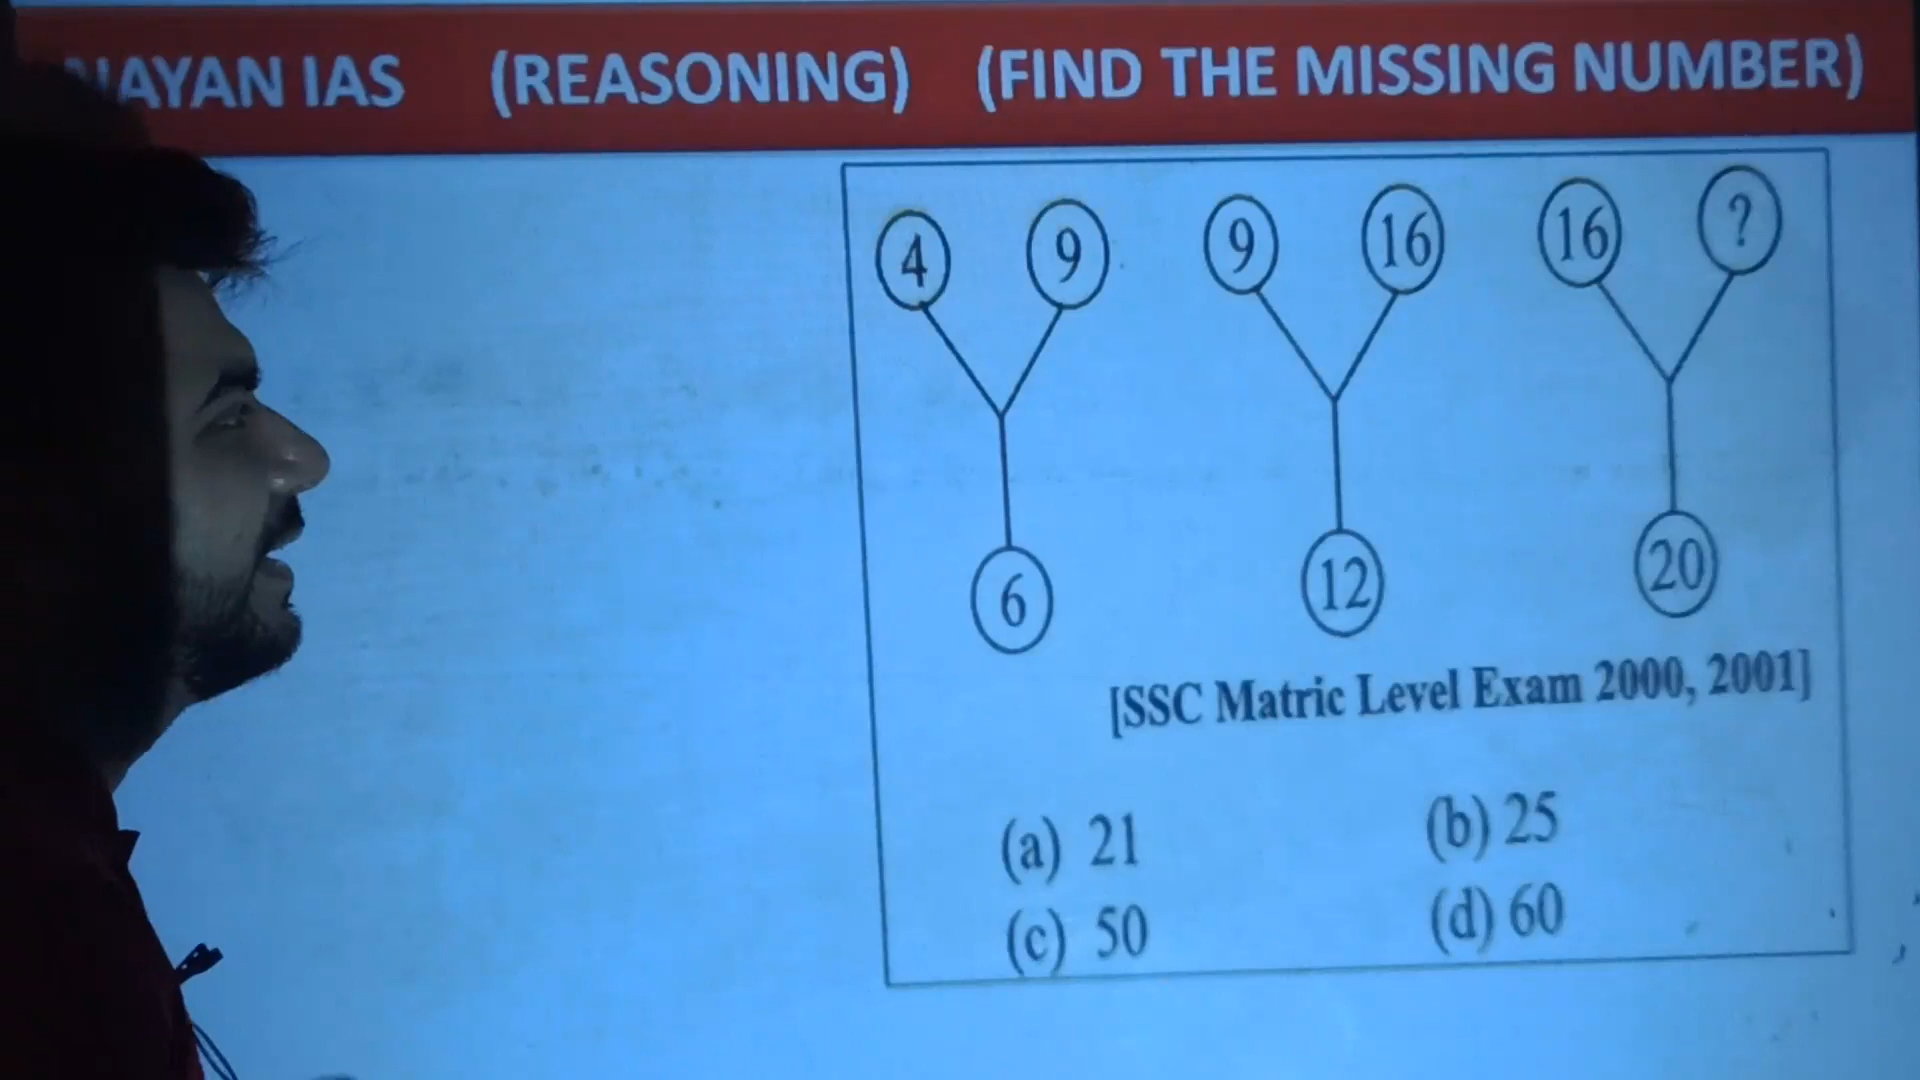 NAYAN IAS (REASONING) (FIND THE MISSING NUMBER)
4 9 9 16 16 ?
6 12 20
[SSC Matric Level Exam 2000, 2001]
(a) 21 (b) 25
(c) 50 (d) 60